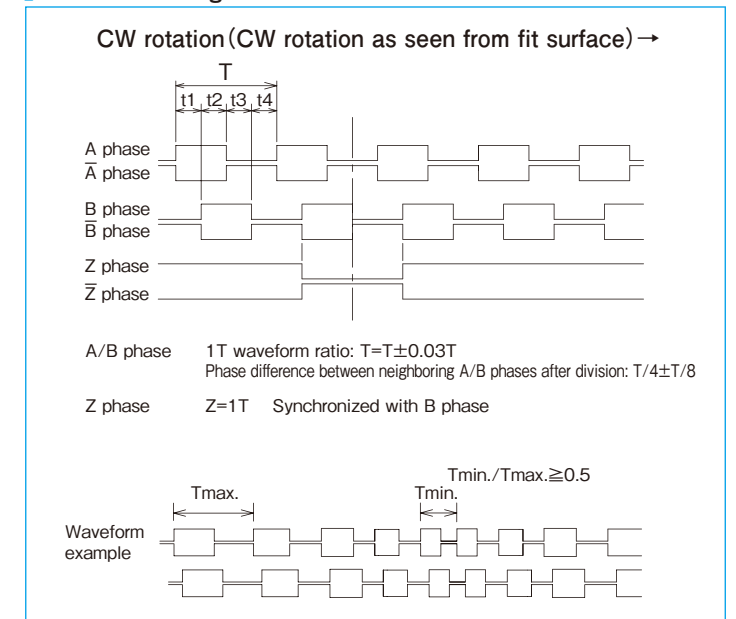 CW rotation(CW rotation as seen from fit surface)→
T
t1 t2 t3 t4
A phase
A̅ phase
B phase
B̅ phase
Z phase
Z̅ phase
A/B phase 1T waveform ratio: T=T±0.03T
Phase difference between neighboring A/B phases after division: T/4±T/8
Z phase Z=1T Synchronized with B phase
Tmin./Tmax.≧0.5
Tmax. Tmin.
Waveform
example